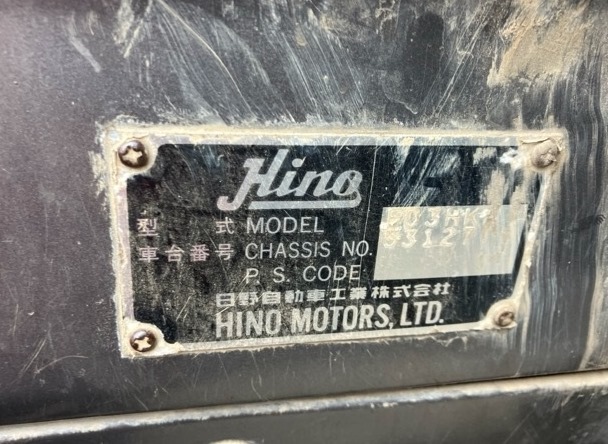 Hino
型 式 MODEL
車台番号 CHASSIS NO.
P. S. CODE
日野自動車工業株式会社
HINO MOTORS, LTD.